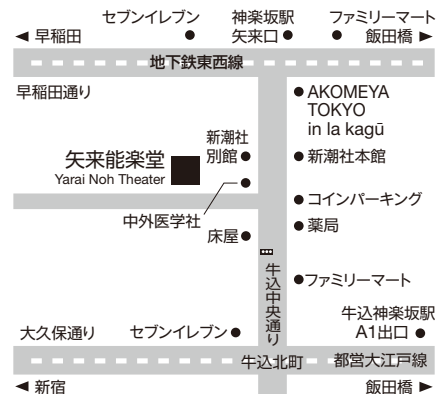 セブンイレブン
神楽坂駅
矢来口
ファミリーマート
◄ 早稲田
飯田橋 ►
地下鉄東西線
早稲田通り
AKOMEYA
TOKYO
in la kagū
新潮社
別館
新潮社本館
矢来能楽堂
Yarai Noh Theater
中外医学社
コインパーキング
床屋
薬局
牛込中央通り
ファミリーマート
大久保通り
セブンイレブン
牛込神楽坂駅
A1出口
牛込北町
都営大江戸線
◄ 新宿
飯田橋 ►